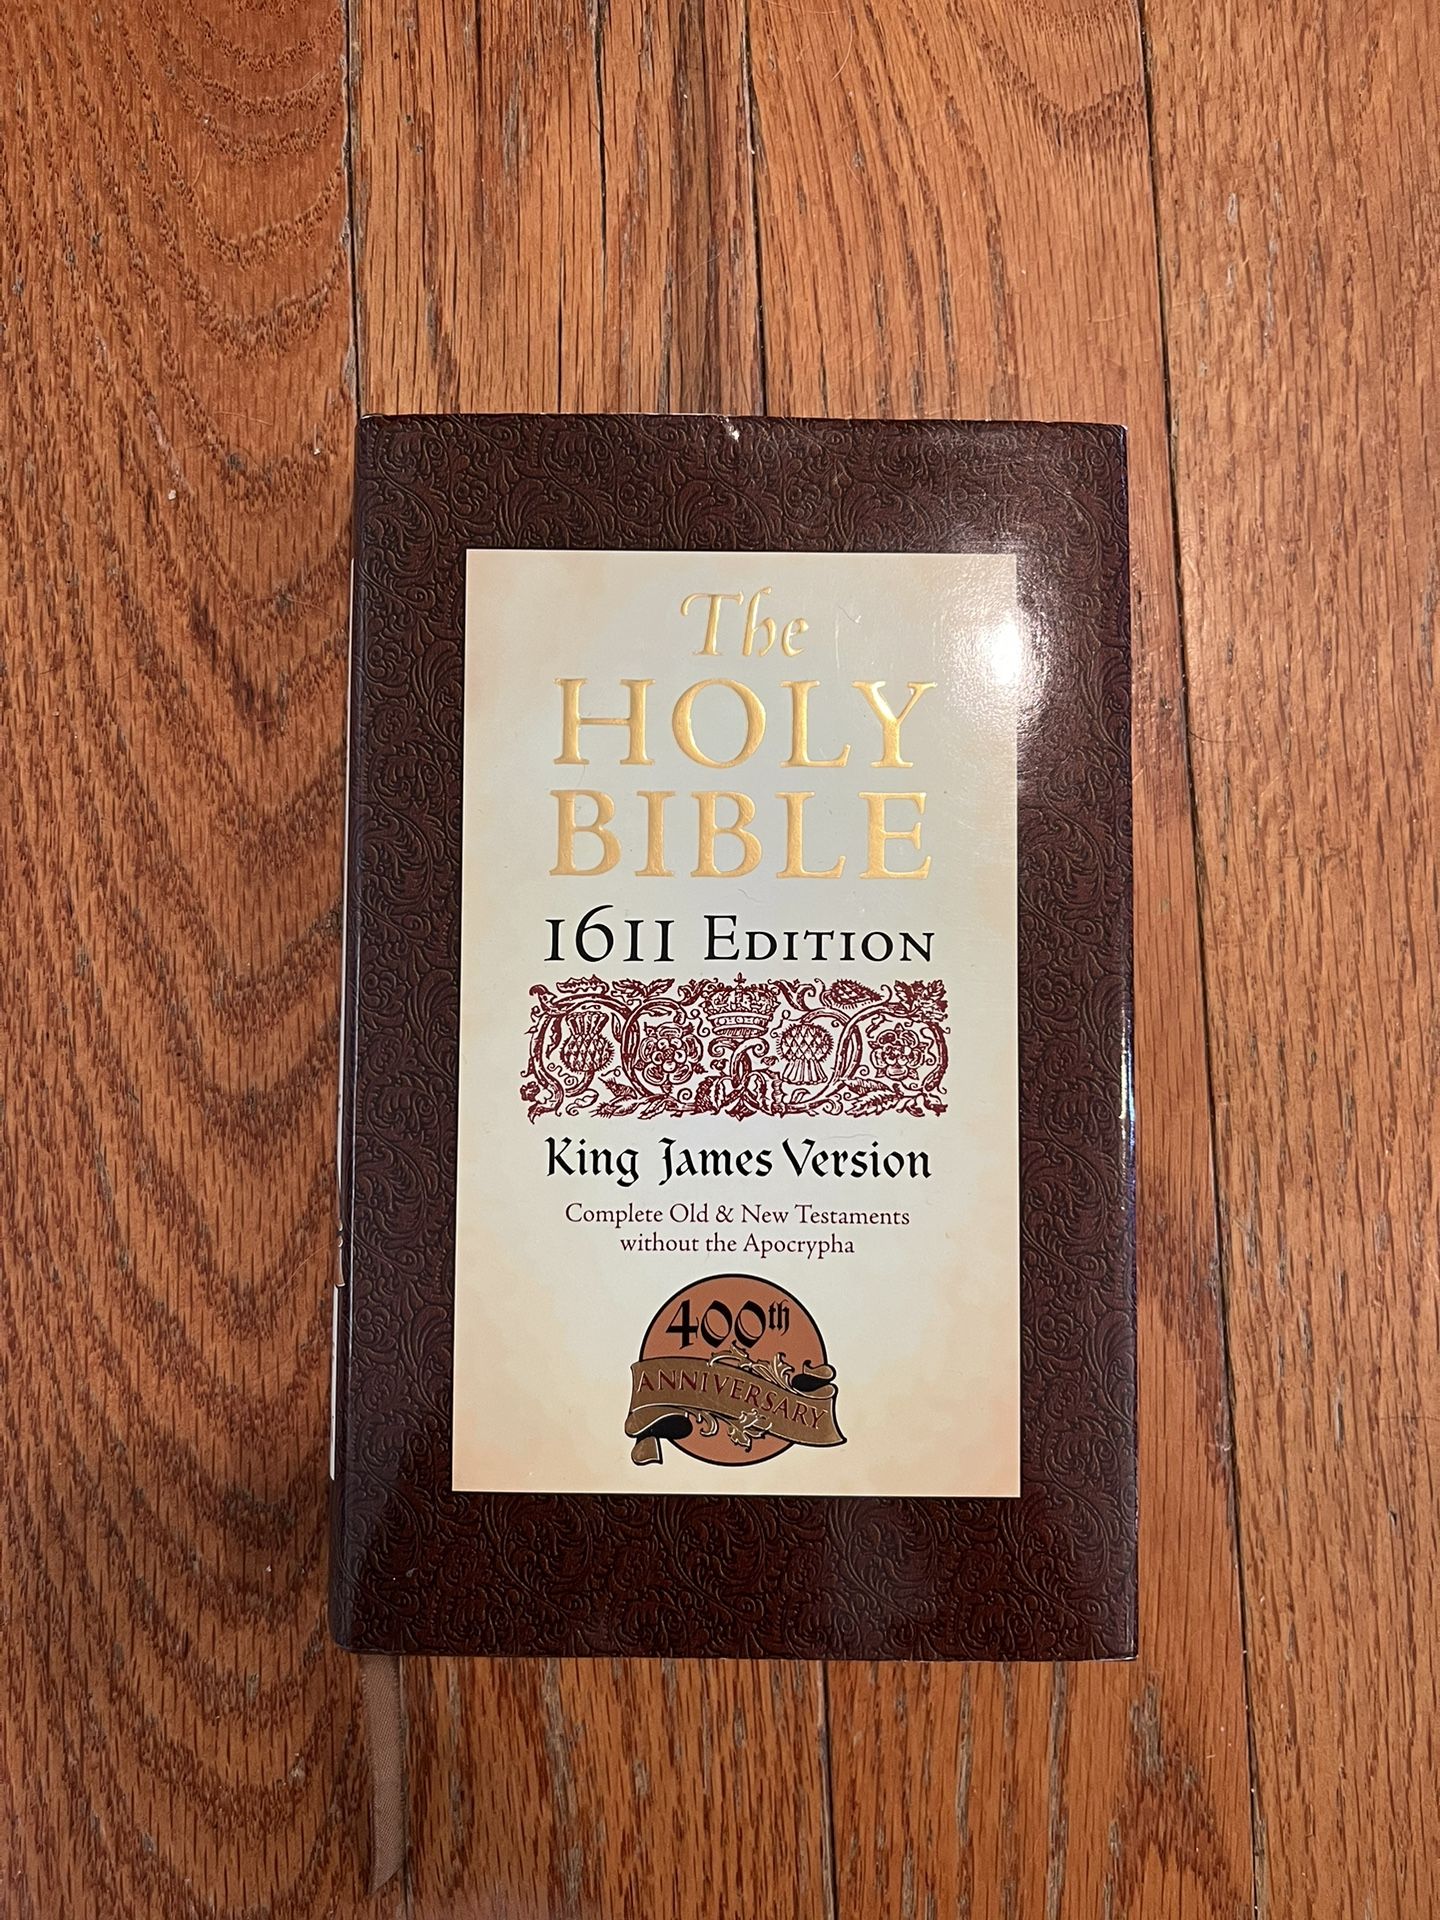 The
HOLY
BIBLE
1611 EDITION
King James Version
Complete Old & New Testaments
without the Apocrypha
400th
ANNIVERSARY